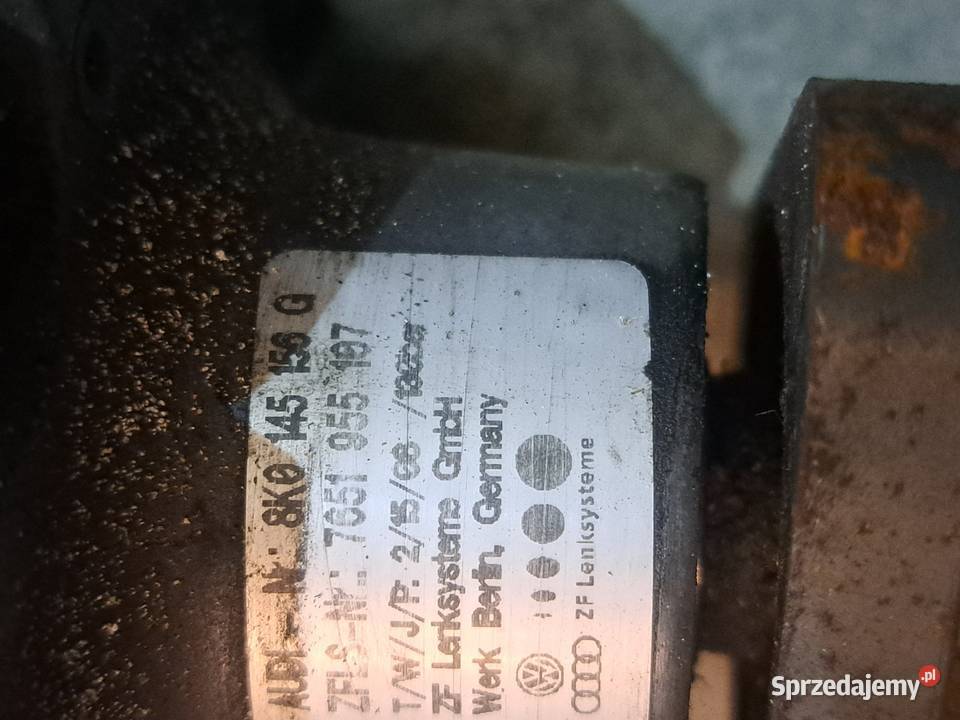 AUDI-Nr.: 8K0 145 156 G
ZFLS-Nr.: 7651 955 197
T/W/J/P: 2/15/08
ZF Lenksysteme GmbH
Werk Berlin, Germany
ZF Lenksysteme
Sprzedajemy.pl